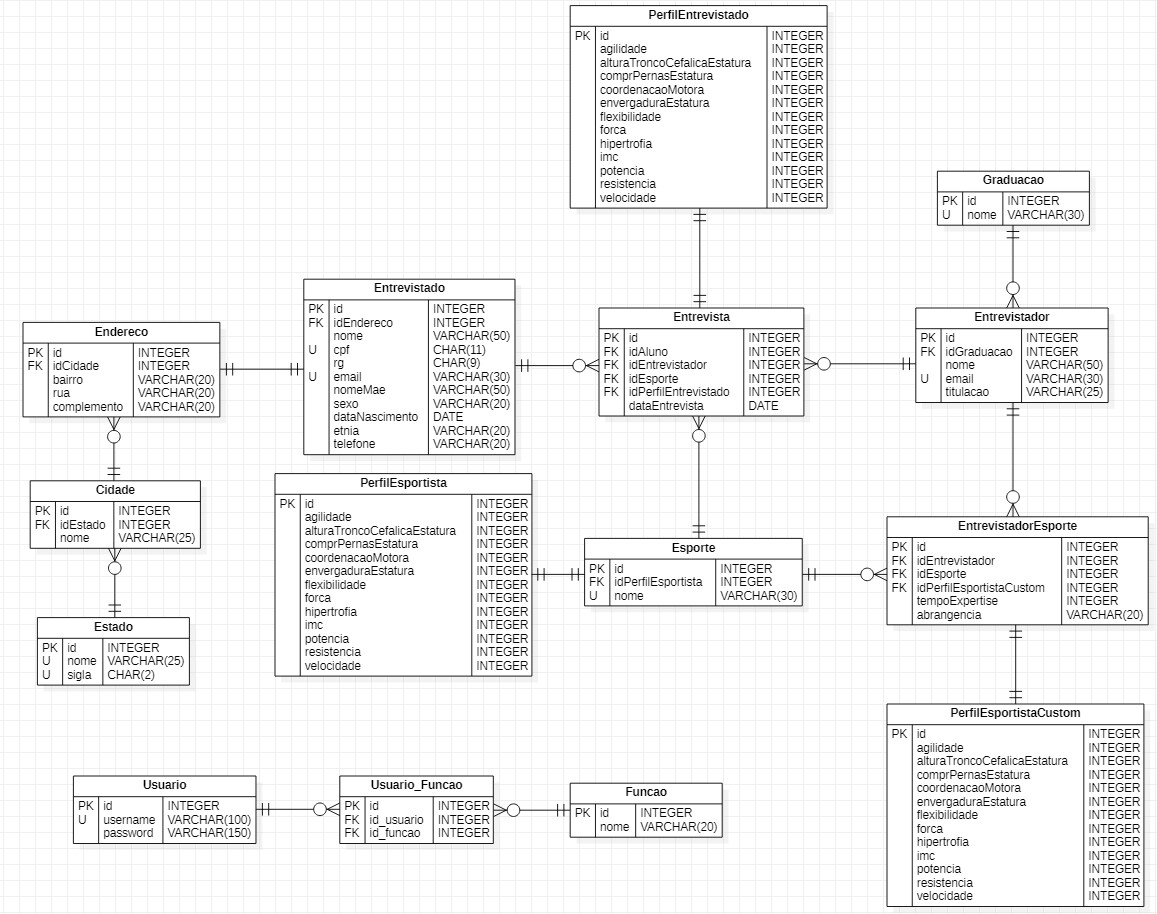 PerfilEntrevistado
PK id INTEGER
agilidade INTEGER
alturaTroncoCefalicaEstatura INTEGER
comprPernasEstatura INTEGER
coordenacaoMotora INTEGER
envergaduraEstatura INTEGER
flexibilidade INTEGER
forca INTEGER
hipertrofia INTEGER
imc INTEGER
potencia INTEGER
resistencia INTEGER
velocidade INTEGER
Graduacao
PK id INTEGER
U nome VARCHAR(30)
Entrevistado
PK id INTEGER
FK idEndereco INTEGER
nome VARCHAR(50)
U cpf CHAR(11)
rg CHAR(9)
U email VARCHAR(30)
nomeMae VARCHAR(50)
sexo VARCHAR(20)
dataNascimento DATE
etnia VARCHAR(20)
telefone VARCHAR(20)
Entrevista
PK id INTEGER
FK idAluno INTEGER
FK idEntrevistador INTEGER
FK idEsporte INTEGER
FK idPerfilEntrevistado INTEGER
dataEntrevista DATE
Entrevistador
PK id INTEGER
FK idGraduacao INTEGER
nome VARCHAR(50)
U email VARCHAR(30)
titulacao VARCHAR(25)
Endereco
PK id INTEGER
FK idCidade INTEGER
bairro VARCHAR(20)
rua VARCHAR(20)
complemento VARCHAR(20)
Cidade
PK id INTEGER
FK idEstado INTEGER
nome VARCHAR(25)
Estado
PK id INTEGER
U nome VARCHAR(25)
U sigla CHAR(2)
PerfilEsportista
PK id INTEGER
agilidade INTEGER
alturaTroncoCefalicaEstatura INTEGER
comprPernasEstatura INTEGER
coordenacaoMotora INTEGER
envergaduraEstatura INTEGER
flexibilidade INTEGER
forca INTEGER
hipertrofia INTEGER
imc INTEGER
potencia INTEGER
resistencia INTEGER
velocidade INTEGER
Esporte
PK id INTEGER
FK idPerfilEsportista INTEGER
U nome VARCHAR(30)
EntrevistadorEsporte
PK id INTEGER
FK idEntrevistador INTEGER
FK idEsporte INTEGER
FK idPerfilEsportistaCustom INTEGER
tempoExpertise INTEGER
abrangencia VARCHAR(20)
PerfilEsportistaCustom
PK id INTEGER
agilidade INTEGER
alturaTroncoCefalicaEstatura INTEGER
comprPernasEstatura INTEGER
coordenacaoMotora INTEGER
envergaduraEstatura INTEGER
flexibilidade INTEGER
forca INTEGER
hipertrofia INTEGER
imc INTEGER
potencia INTEGER
resistencia INTEGER
velocidade INTEGER
Usuario
PK id INTEGER
U username VARCHAR(100)
password VARCHAR(150)
Usuario_Funcao
PK id INTEGER
FK id_usuario INTEGER
FK id_funcao INTEGER
Funcao
PK id INTEGER
nome VARCHAR(20)